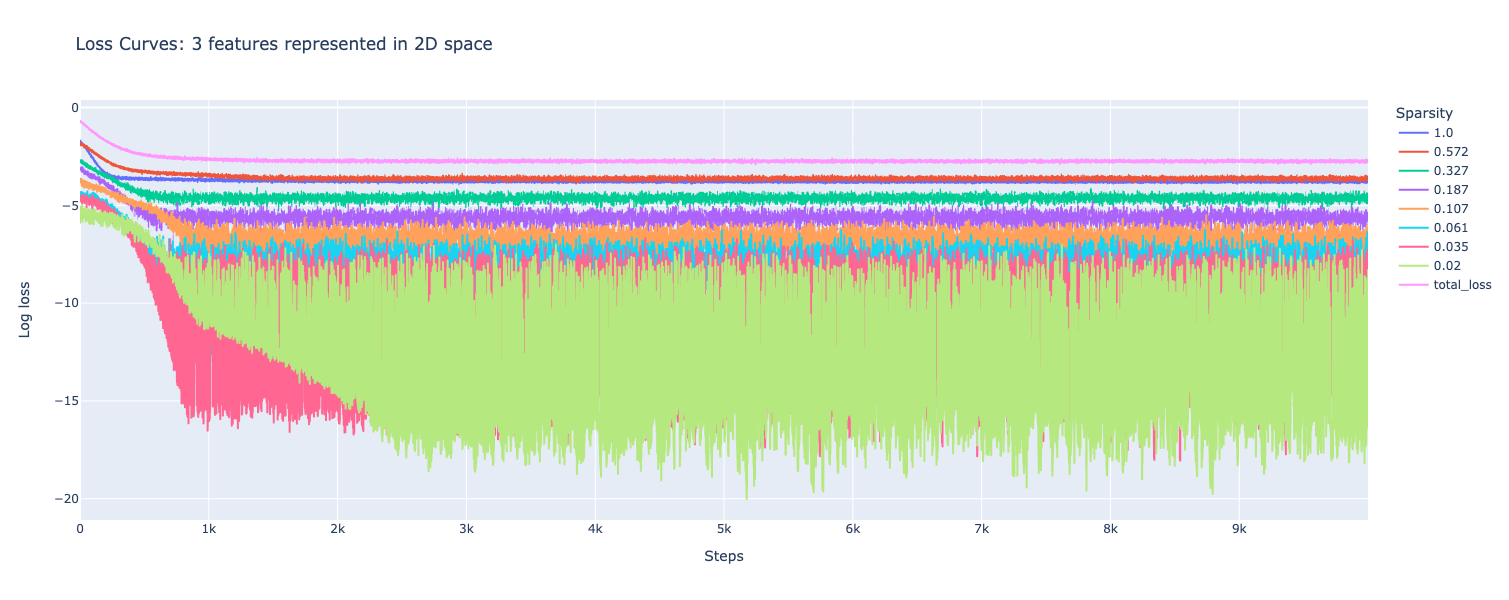 Loss Curves: 3 features represented in 2D space
Log loss
0
−5
−10
−15
−20
0 1k 2k 3k 4k 5k 6k 7k 8k 9k
Steps
Sparsity
1.0
0.572
0.327
0.187
0.107
0.061
0.035
0.02
total_loss